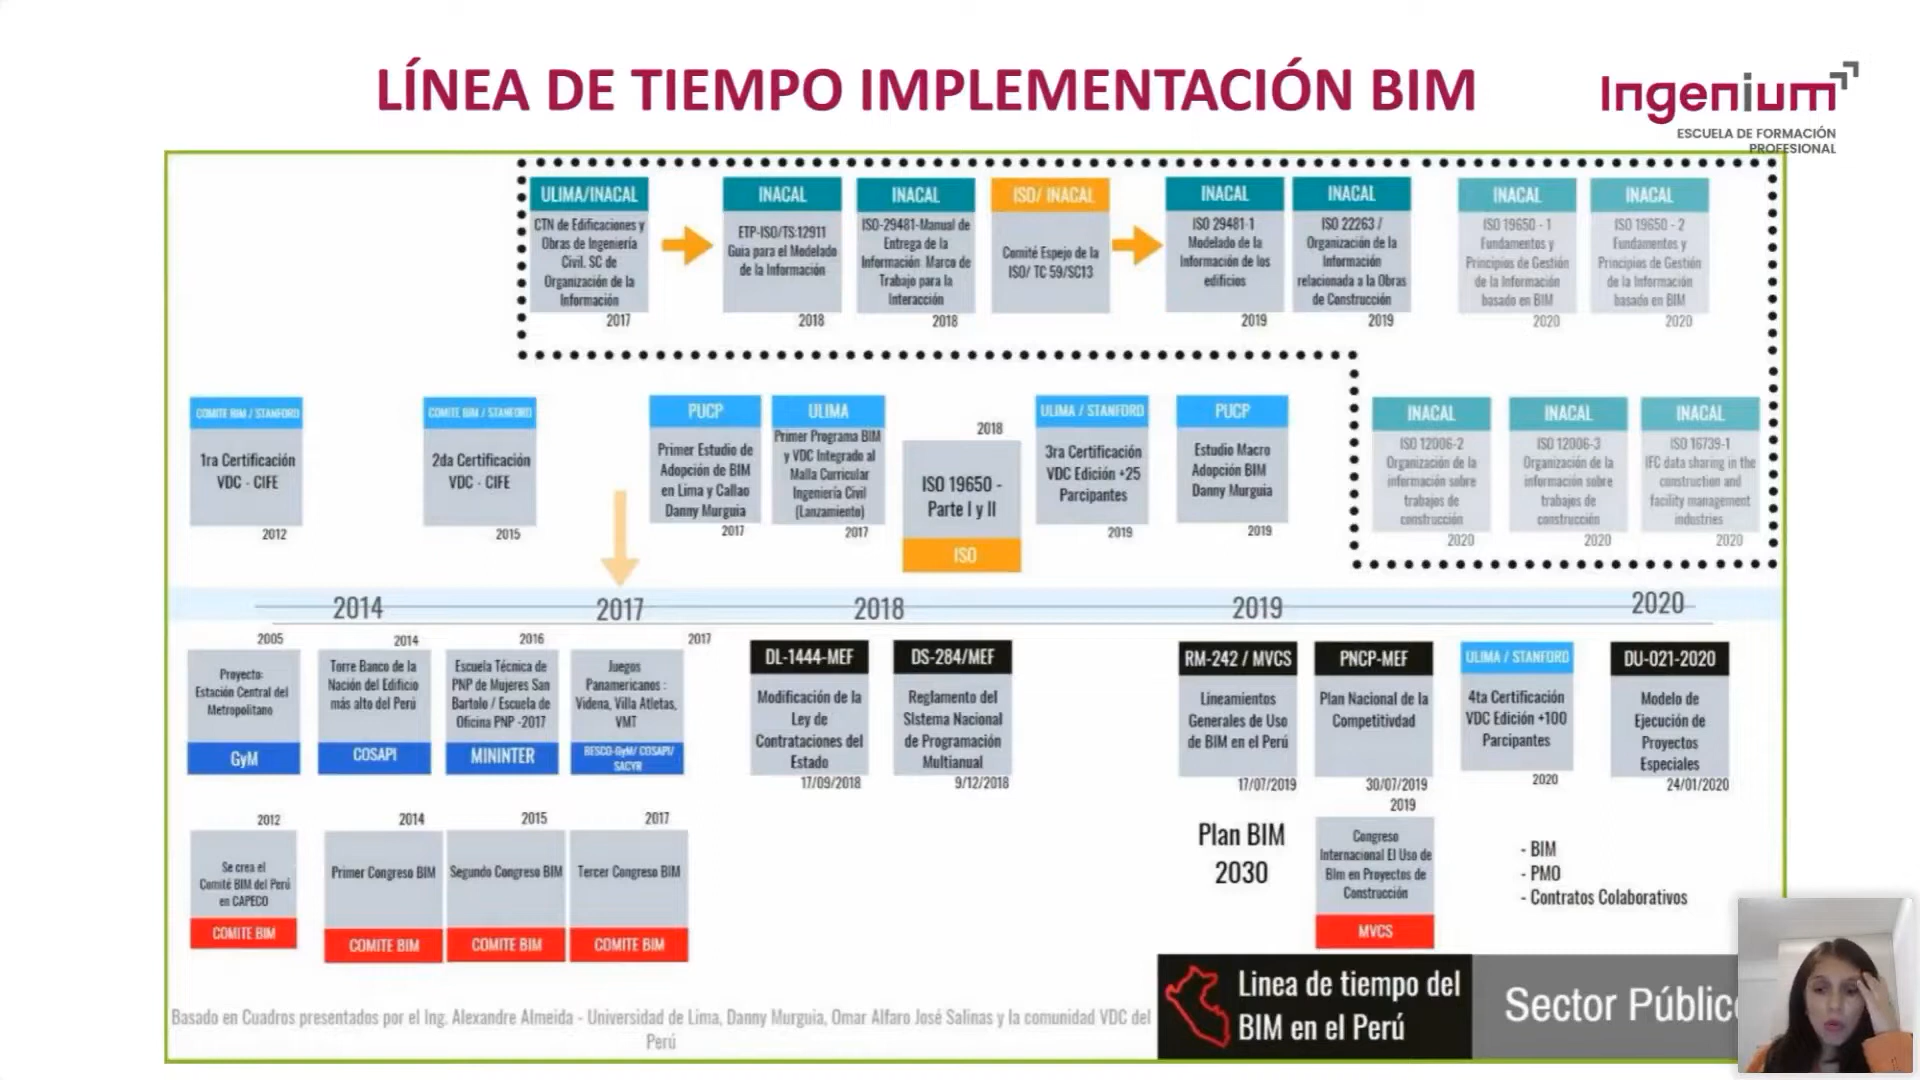 LÍNEA DE TIEMPO IMPLEMENTACIÓN BIM
Ingenium
ESCUELA DE FORMACIÓN
PROFESIONAL
ULIMA/INACAL
CTN de Edificaciones y
Obras de Ingeniería
Civil. SC de
Organización de la
Información
2017
INACAL
ETP-ISO/TS.12911
Guia para el Modelado
de la Información
2018
INACAL
ISO-29481-Manual de
Entrega de la
Información. Marco de
Trabajo para la
Interacción
2018
ISO/ INACAL
Comité Espejo de la
ISO/ TC 59/SC13
INACAL
ISO 29481-1
Modelado de la
Información de los
edificios
2019
INACAL
ISO 22263 /
Organización de la
Información
relacionada a la Obras
de Construcción
2019
INACAL
ISO 19650 - 1
Fundamentos y
Principios de Gestión
de la Información
basado en BIM
2020
INACAL
ISO 19650 - 2
Fundamentos y
Principios de Gestión
de la Información
basado en BIM
2020
COMITE BIM / STANFORD
1ra Certificación
VDC - CIFE
2012
COMITE BIM / STANFORD
2da Certificación
VDC - CIFE
2015
PUCP
Primer Estudio de
Adopción de BIM
en Lima y Callao
Danny Murguia
2017
ULIMA
Primer Programa BIM
y VDC Integrado al
Malla Curricular
Ingeniería Civil
(Lanzamiento)
2017
2018
ISO 19650 -
Parte I y II
ISO
ULIMA / STANFORD
3ra Certificación
VDC Edición +25
Parcipantes
2019
PUCP
Estudio Macro
Adopción BIM
Danny Murguia
2019
INACAL
ISO 12006-2
Organización de la
información sobre
trabajos de
construcción
2020
INACAL
ISO 12006-3
Organización de la
información sobre
trabajos de
construcción
2020
INACAL
ISO 16739-1
IFC data sharing in the
construction and
facility management
industries
2020
2014
2017
2018
2019
2020
2005
Proyecto:
Estación Central del
Metropolitano
GyM
2014
Torre Banco de la
Nación del Edificio
más alto del Perú
COSAPI
2016
Escuela Técnica de
PNP de Mujeres San
Bartolo / Escuela de
Oficina PNP -2017
MININTER
2017
Juegos
Panamericanos :
Videna, Villa Atletas,
VMT
BESCO-GyM/ COSAPI/
SACYR
DL-1444-MEF
Modificación de la
Ley de
Contrataciones del
Estado
17/09/2018
DS-284/MEF
Reglamento del
SIstema Nacional
de Programación
Multianual
9/12/2018
RM-242 / MVCS
Lineamientos
Generales de Uso
de BIM en el Perú
17/07/2019
PNCP-MEF
Plan Nacional de la
Competitivdad
30/07/2019
ULIMA / STANFORD
4ta Certificación
VDC Edición +100
Parcipantes
2020
DU-021-2020
Modelo de
Ejecución de
Proyectos
Especiales
24/01/2020
2012
Se crea el
Comité BIM del Perú
en CAPECO
COMITE BIM
2014
Primer Congreso BIM
COMITE BIM
2015
Segundo Congreso BIM
COMITE BIM
2017
Tercer Congreso BIM
COMITE BIM
Plan BIM
2030
2019
Congreso
Internacional El Uso de
BIm en Proyectos de
Construcción
MVCS
- BIM
- PMO
- Contratos Colaborativos
Basado en Cuadros presentados por el Ing. Alexandre Almeida - Universidad de Lima, Danny Murguia, Omar Alfaro José Salinas y la comunidad VDC del
Perú
Linea de tiempo del
BIM en el Perú
Sector Público